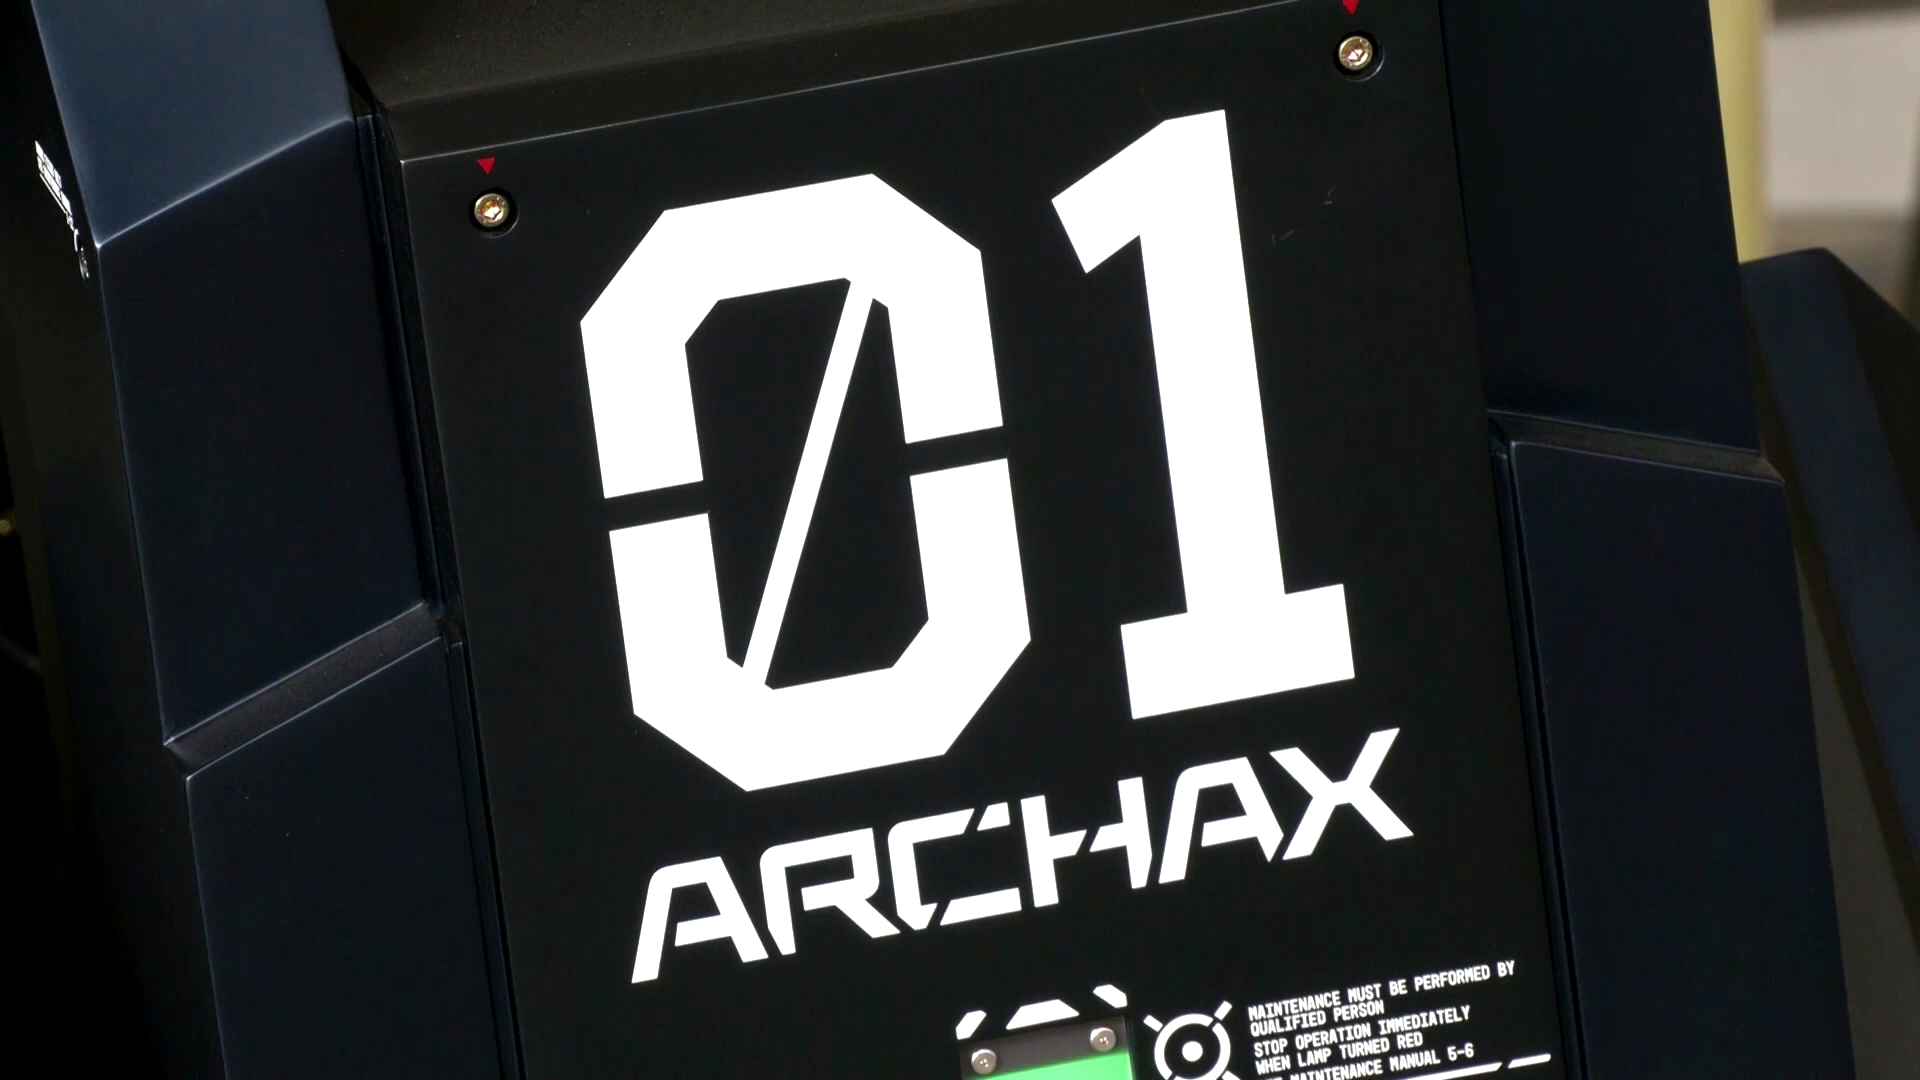 01
ARCHAX
MAINTENANCE MUST BE PERFORMED BY
QUALIFIED PERSON
STOP OPERATION IMMEDIATELY
WHEN LAMP TURNED RED
MAINTENANCE MANUAL 5-6